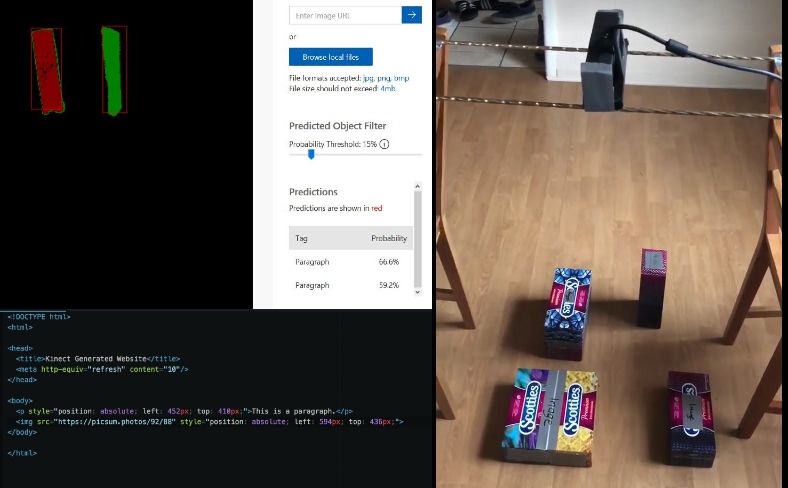 Enter Image URL
or
Browse local files
File formats accepted: jpg, png, bmp
File size should not exceed: 4mb
Predicted Object Filter
Probability Threshold: 15%
Predictions
Predictions are shown in red
Tag Probability
Paragraph 66.6%
Paragraph 59.2%
<!DOCTYPE html>
<html>
<head>
<title>Kinect Generated Website</title>
<meta http-equiv="refresh" content="10"/>
</head>
<body>
<p style="position: absolute; left: 452px; top: 410px;">This is a paragraph.</p>
<img src="https://picsum.photos/92/88" style="position: absolute; left: 594px; top: 436px;">
</body>
</html>
Scotties
Scotties
Scotties
Premium